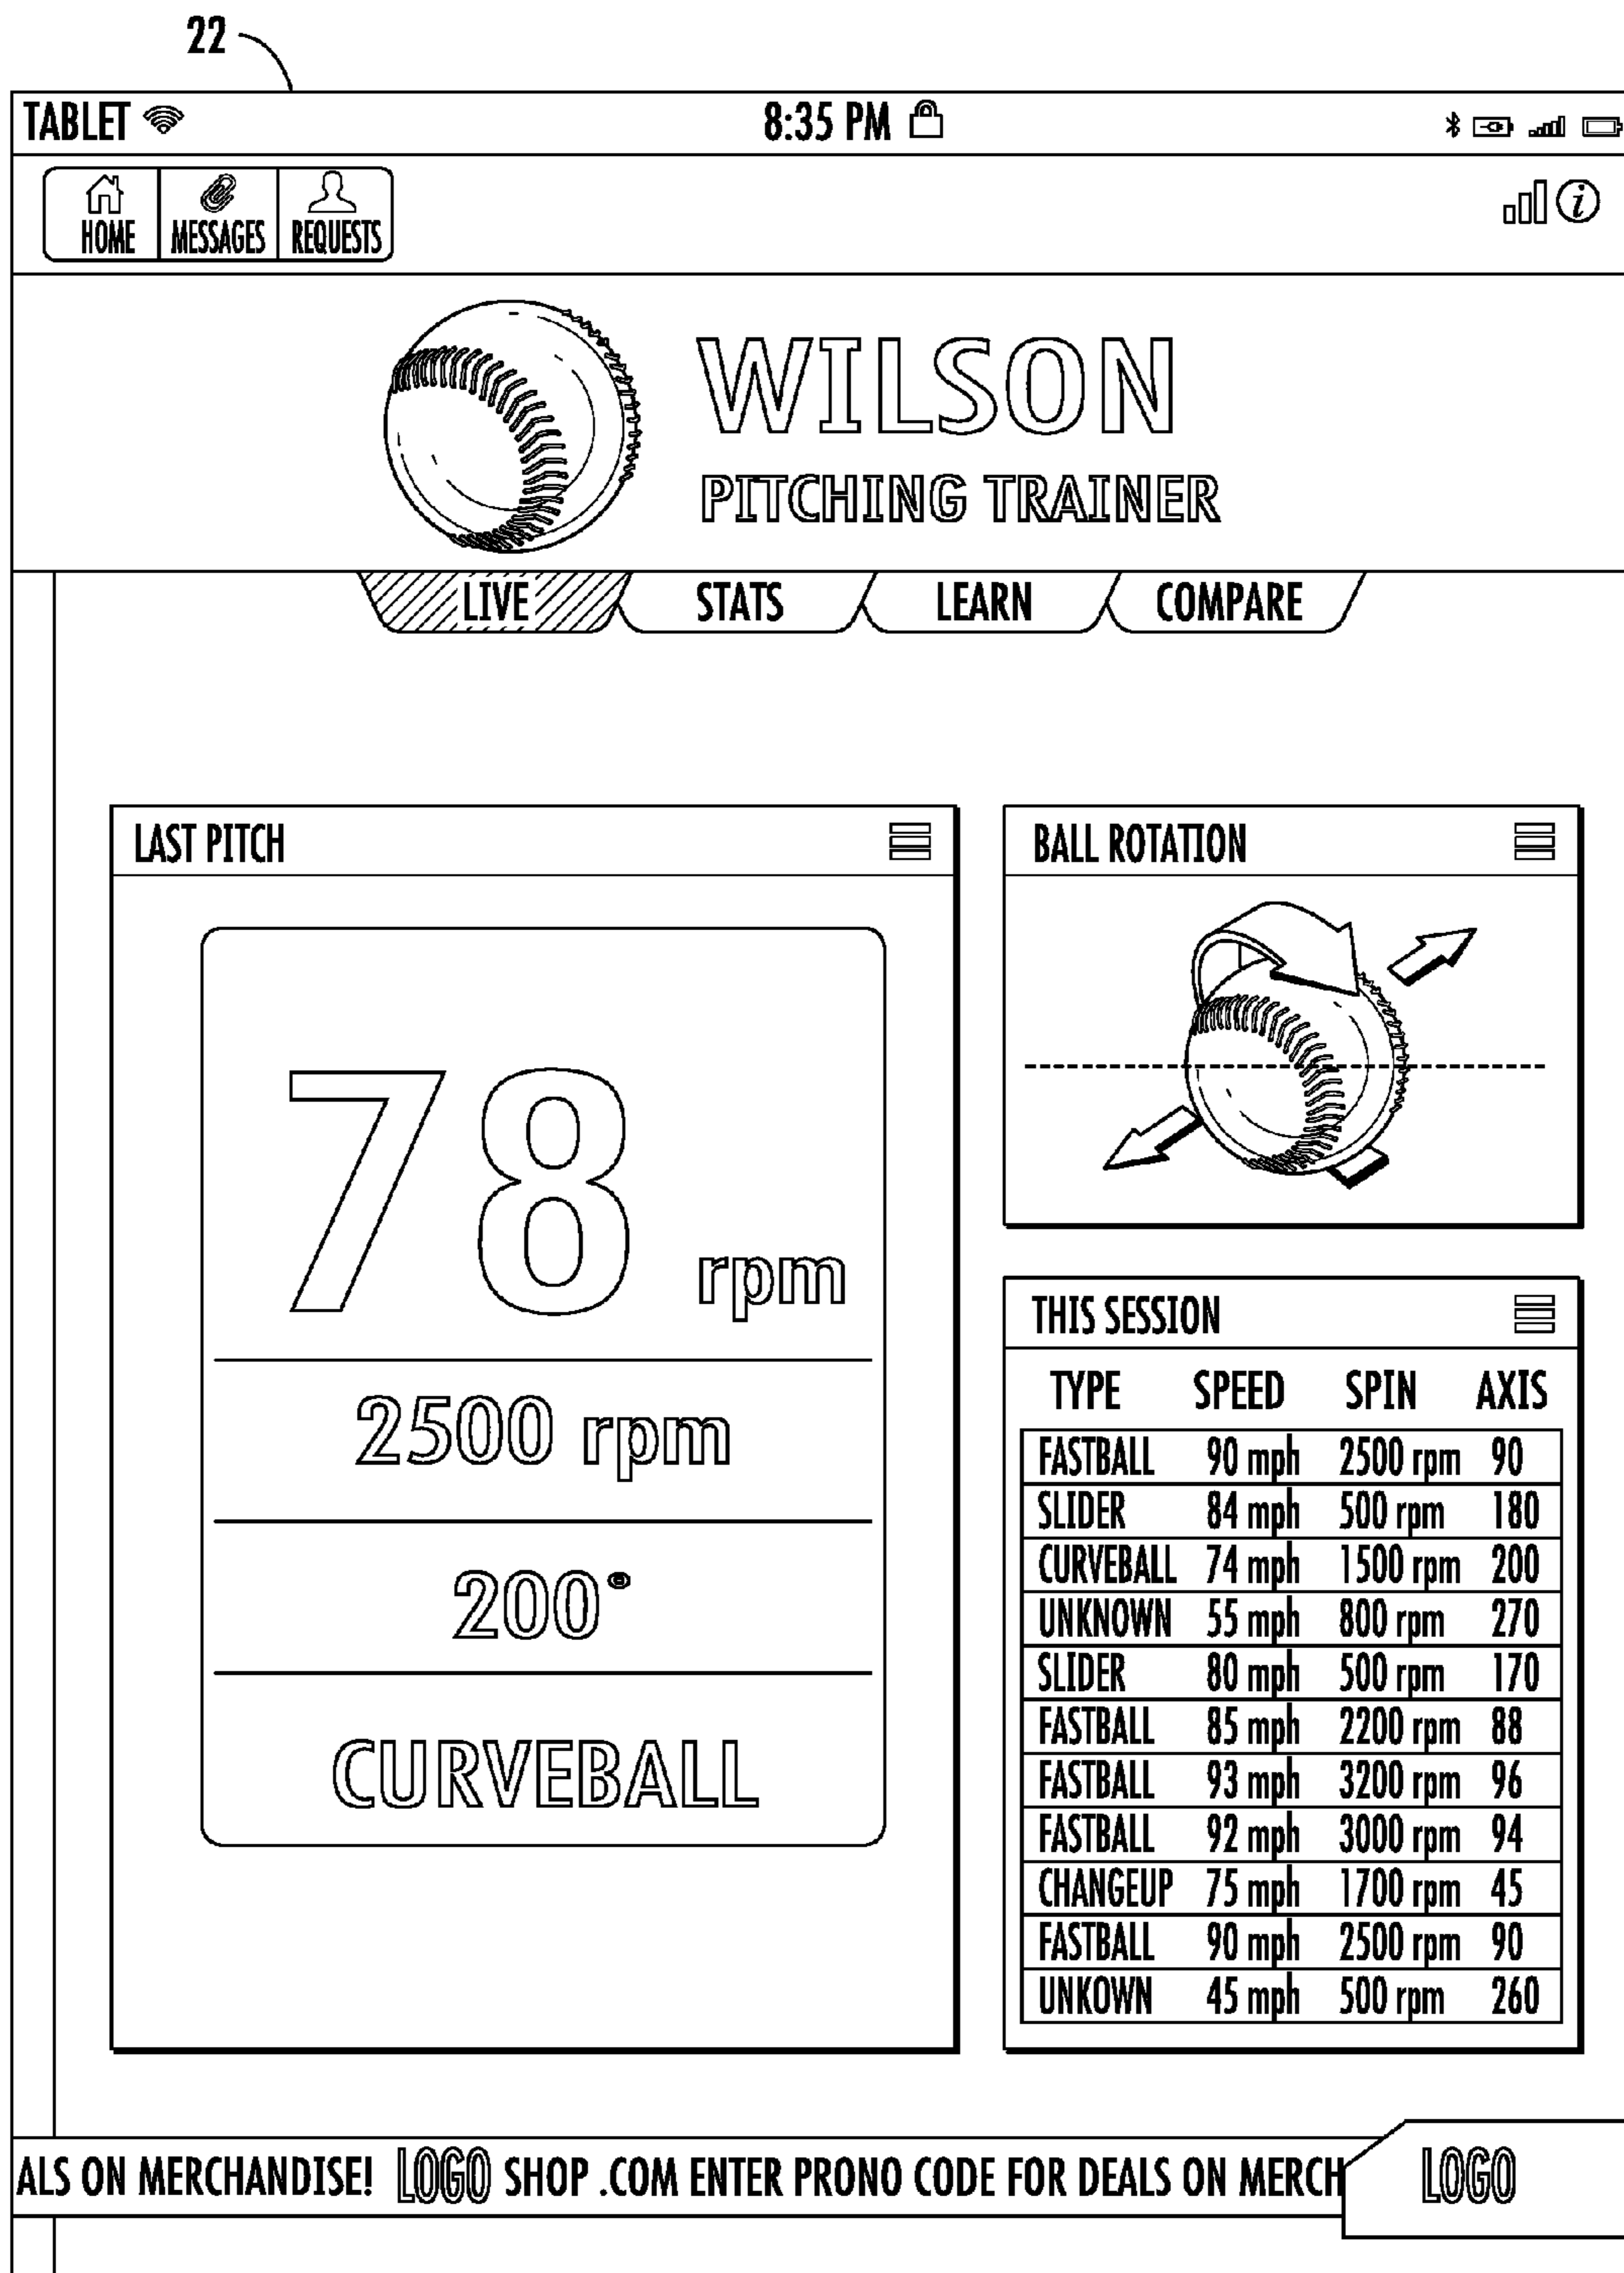 22
TABLET 8:35 PM
HOME MESSAGES REQUESTS
WILSON
PITCHING TRAINER
LIVE STATS LEARN COMPARE
LAST PITCH
78 rpm
2500 rpm
200°
CURVEBALL
BALL ROTATION
THIS SESSION
TYPE SPEED SPIN AXIS
FASTBALL 90 mph 2500 rpm 90
SLIDER 84 mph 500 rpm 180
CURVEBALL 74 mph 1500 rpm 200
UNKNOWN 55 mph 800 rpm 270
SLIDER 80 mph 500 rpm 170
FASTBALL 85 mph 2200 rpm 88
FASTBALL 93 mph 3200 rpm 96
FASTBALL 92 mph 3000 rpm 94
CHANGEUP 75 mph 1700 rpm 45
FASTBALL 90 mph 2500 rpm 90
UNKOWN 45 mph 500 rpm 260
ALS ON MERCHANDISE! LOGO SHOP .COM ENTER PRONO CODE FOR DEALS ON MERCH LOGO